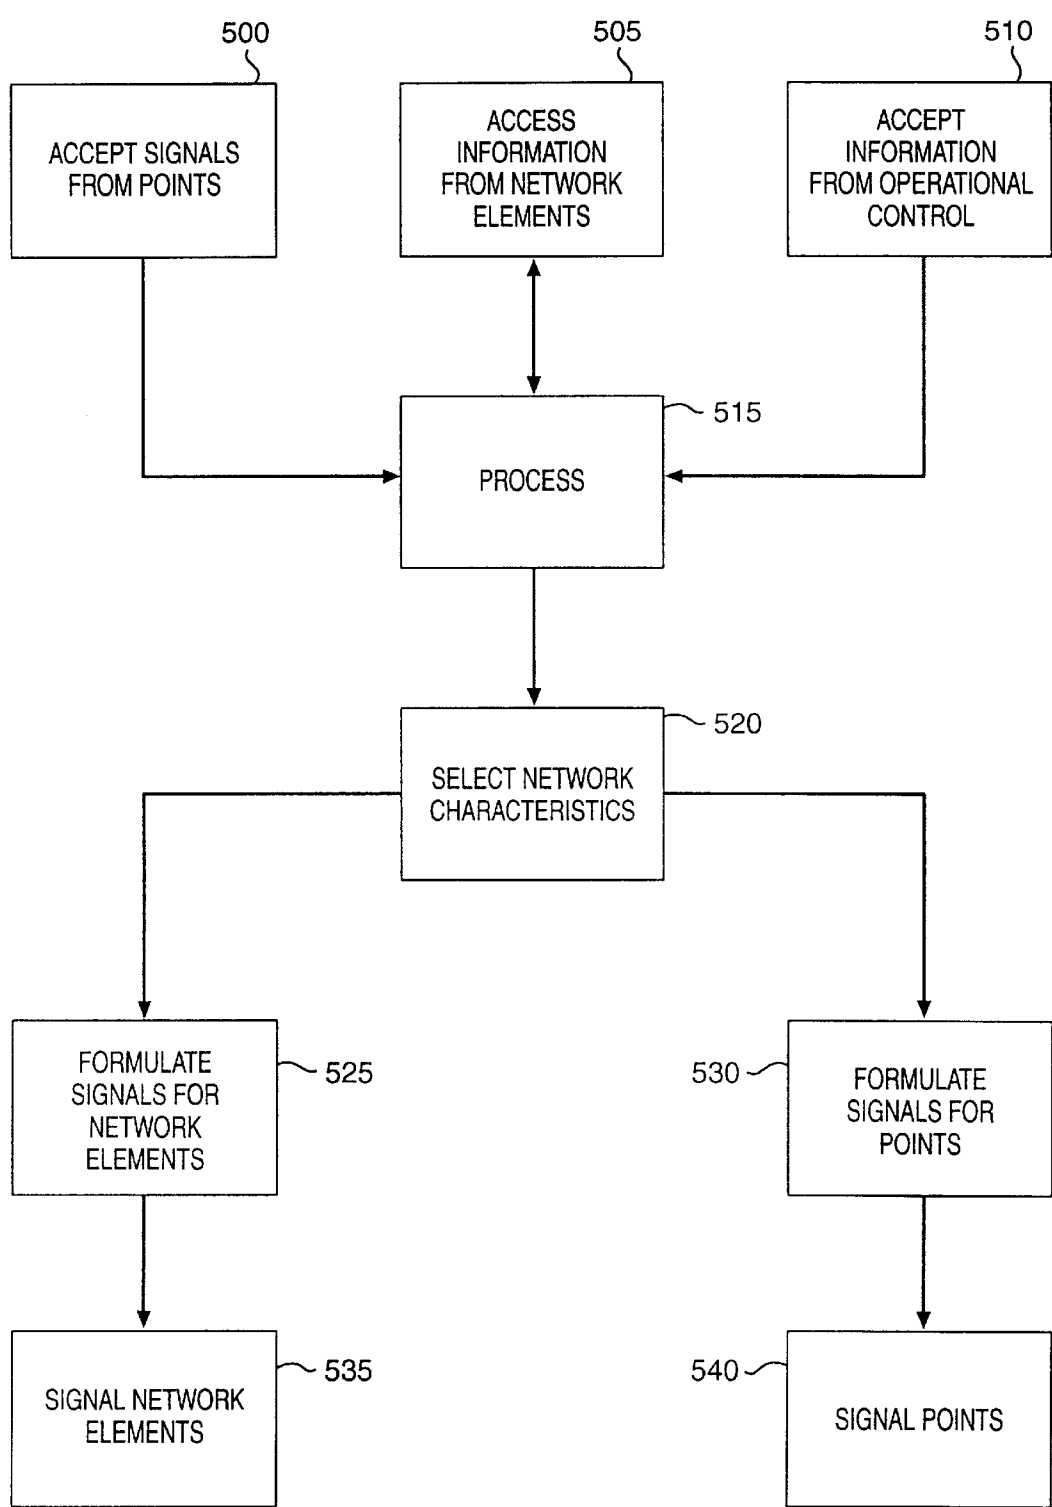 500
505
510
ACCEPT SIGNALS
FROM POINTS
ACCESS
INFORMATION
FROM NETWORK
ELEMENTS
ACCEPT
INFORMATION
FROM OPERATIONAL
CONTROL
515
PROCESS
520
SELECT NETWORK
CHARACTERISTICS
525
FORMULATE
SIGNALS FOR
NETWORK
ELEMENTS
530
FORMULATE
SIGNALS FOR
POINTS
535
SIGNAL NETWORK
ELEMENTS
540
SIGNAL POINTS